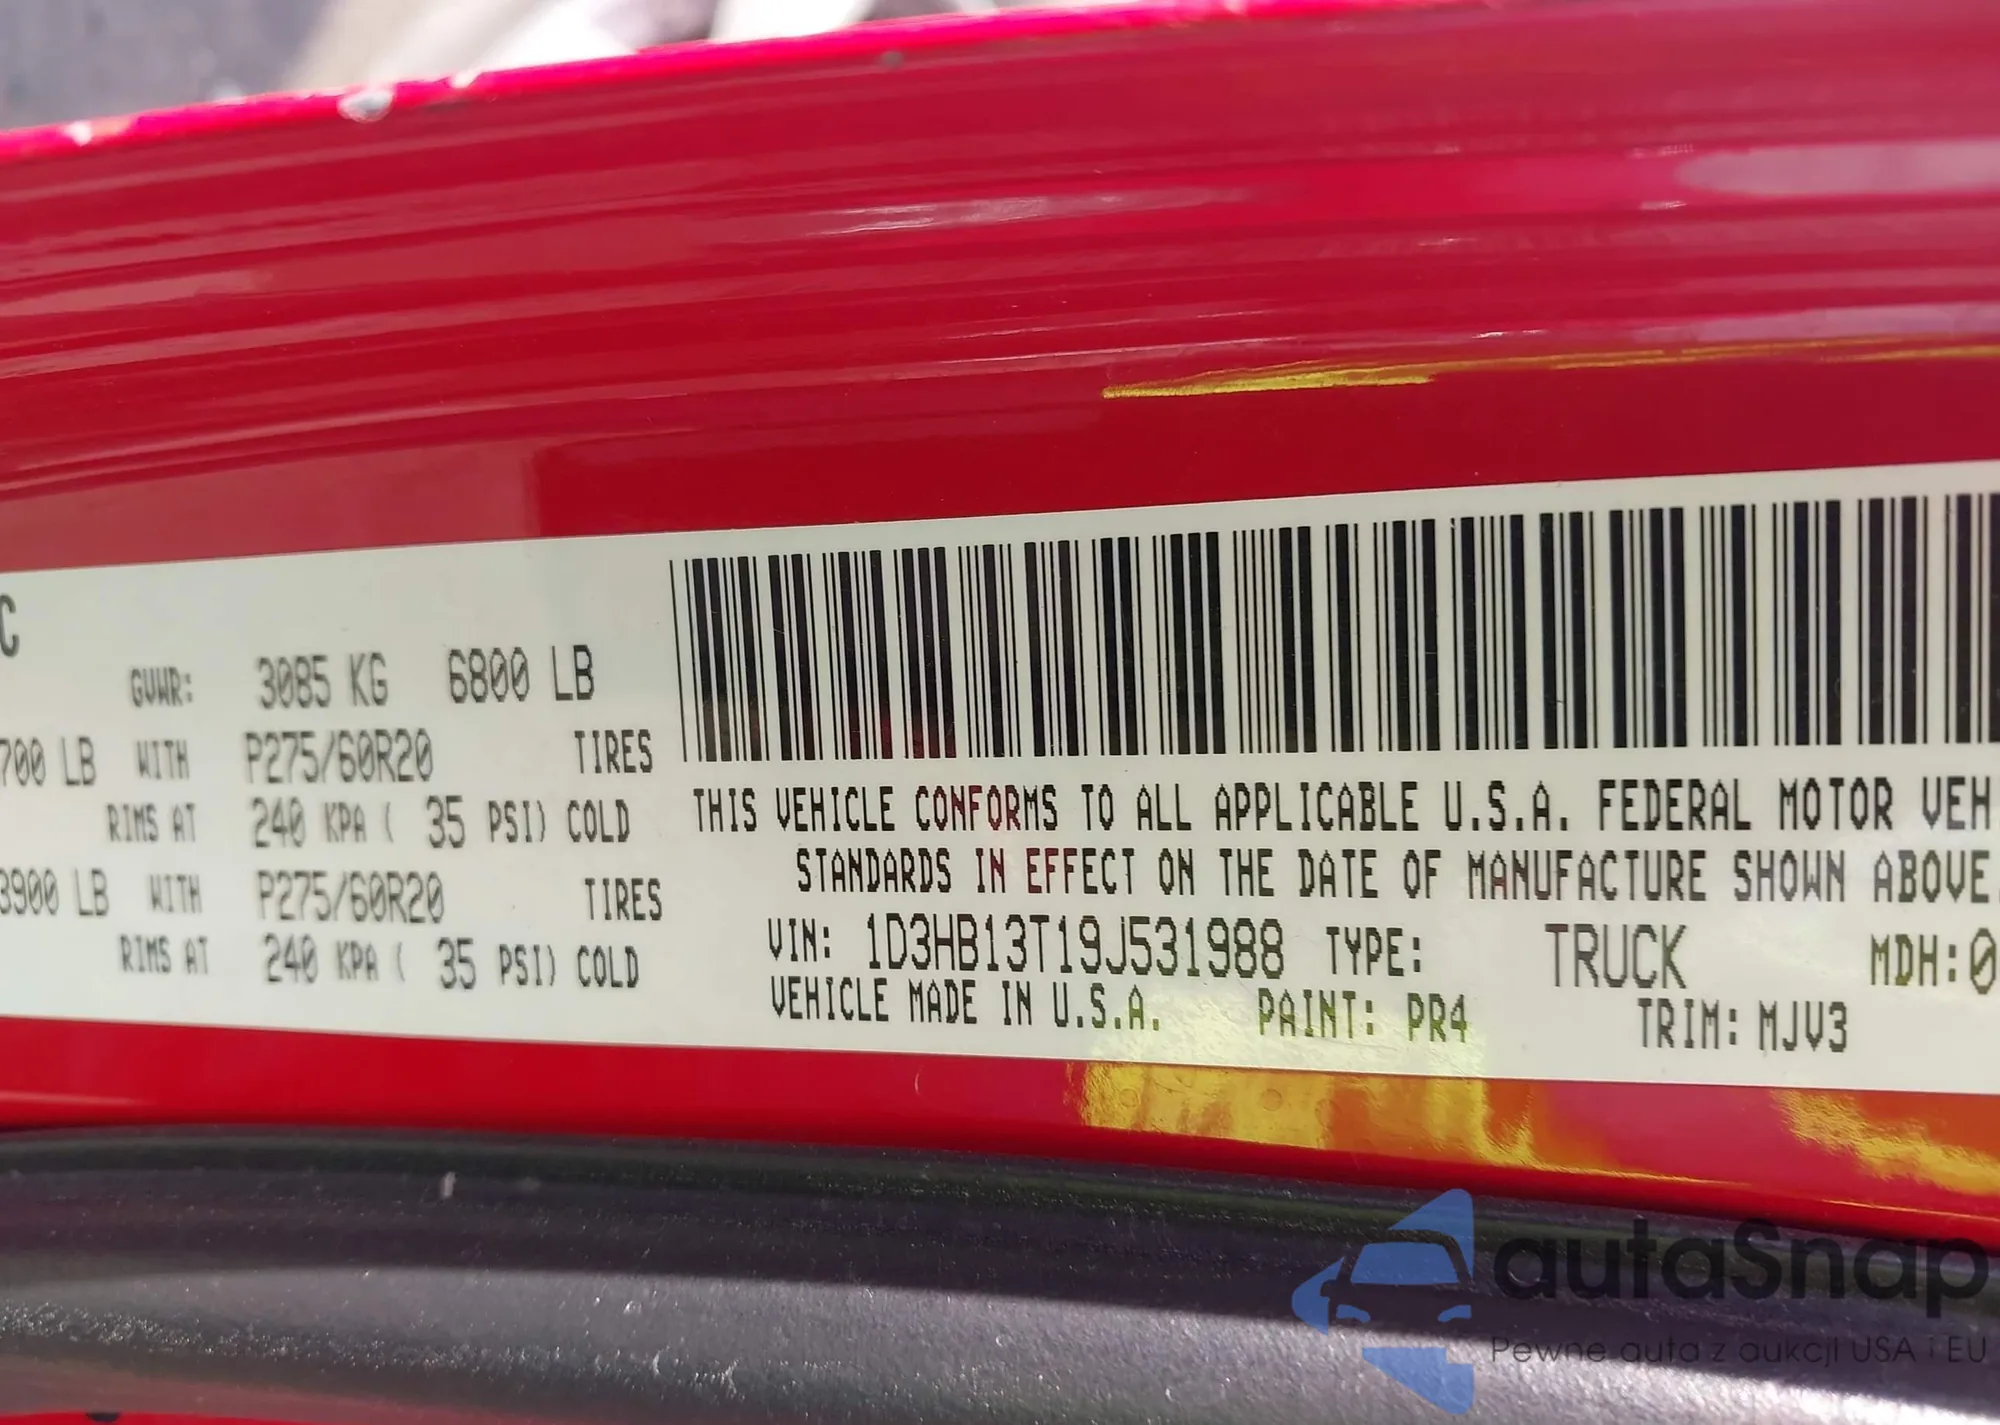 C
GVWR: 3085 KG 6800 LB
700 LB WITH P275/60R20 TIRES
RIMS AT 240 KPA ( 35 PSI) COLD
3900 LB WITH P275/60R20 TIRES
RIMS AT 240 KPA ( 35 PSI) COLD
THIS VEHICLE CONFORMS TO ALL APPLICABLE U.S.A. FEDERAL MOTOR VEH
STANDARDS IN EFFECT ON THE DATE OF MANUFACTURE SHOWN ABOVE.
VIN: 1D3HB13T19J531988 TYPE: TRUCK MDH:0
VEHICLE MADE IN U.S.A. PAINT: PR4 TRIM: MJV3
autaSnap
Pewne auta z aukcji USA i EU